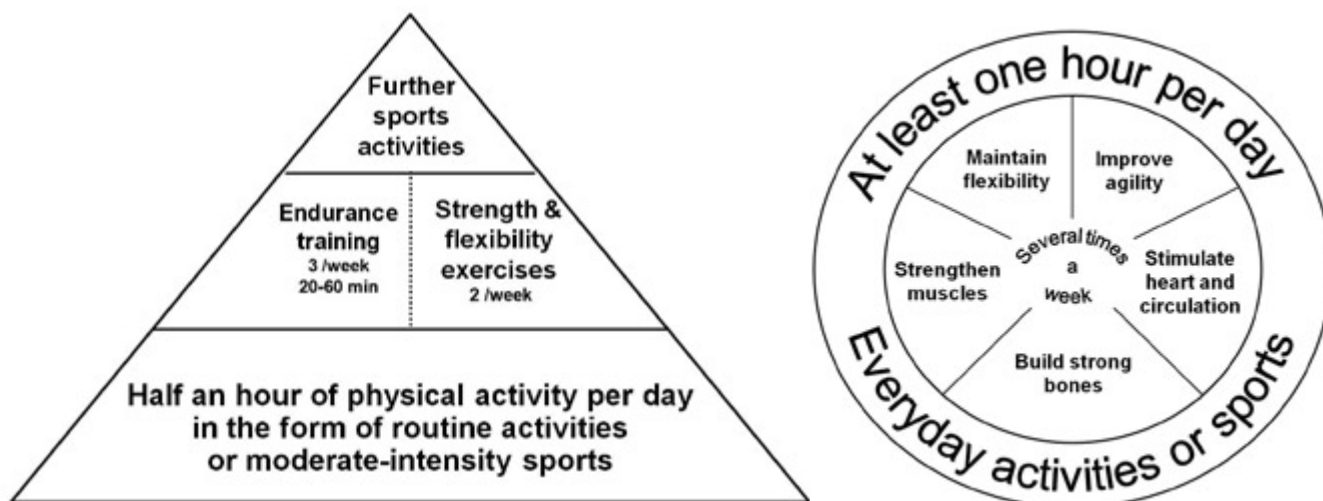 Further
sports
activities
Endurance
training
3 /week
20-60 min
Strength &
flexibility
exercises
2 /week
Half an hour of physical activity per day
in the form of routine activities
or moderate-intensity sports
At least one hour per day
Maintain
flexibility
Improve
agility
Strengthen
muscles
Several times
a
week
Stimulate
heart and
circulation
Build strong
bones
Everyday activities or sports